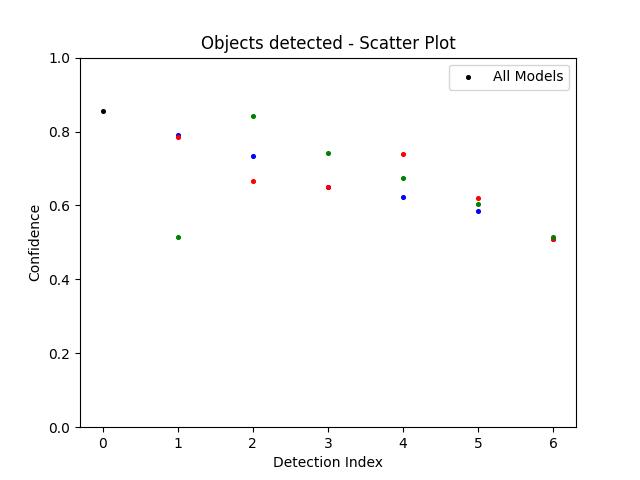 Objects detected - Scatter Plot
All Models
1.0
0.8
0.6
0.4
0.2
0.0
Confidence
0 1 2 3 4 5 6
Detection Index